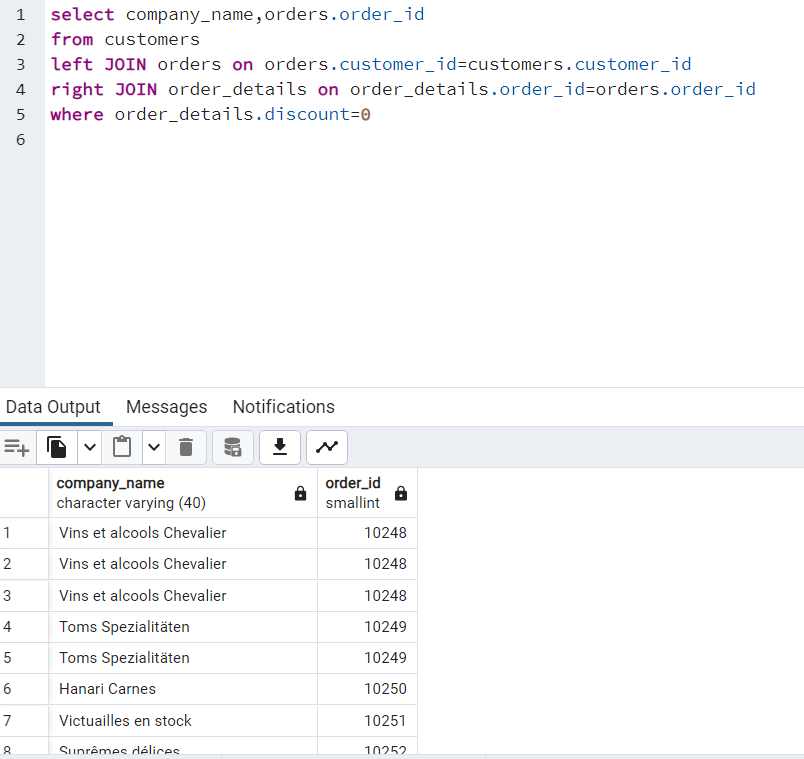 1 select company_name,orders.order_id
2 from customers
3 left JOIN orders on orders.customer_id=customers.customer_id
4 right JOIN order_details on order_details.order_id=orders.order_id
5 where order_details.discount=0
6
Data Output Messages Notifications
company_name order_id
character varying (40) smallint
1 Vins et alcools Chevalier 10248
2 Vins et alcools Chevalier 10248
3 Vins et alcools Chevalier 10248
4 Toms Spezialitäten 10249
5 Toms Spezialitäten 10249
6 Hanari Carnes 10250
7 Victuailles en stock 10251
8 Suprêmes délices 10252